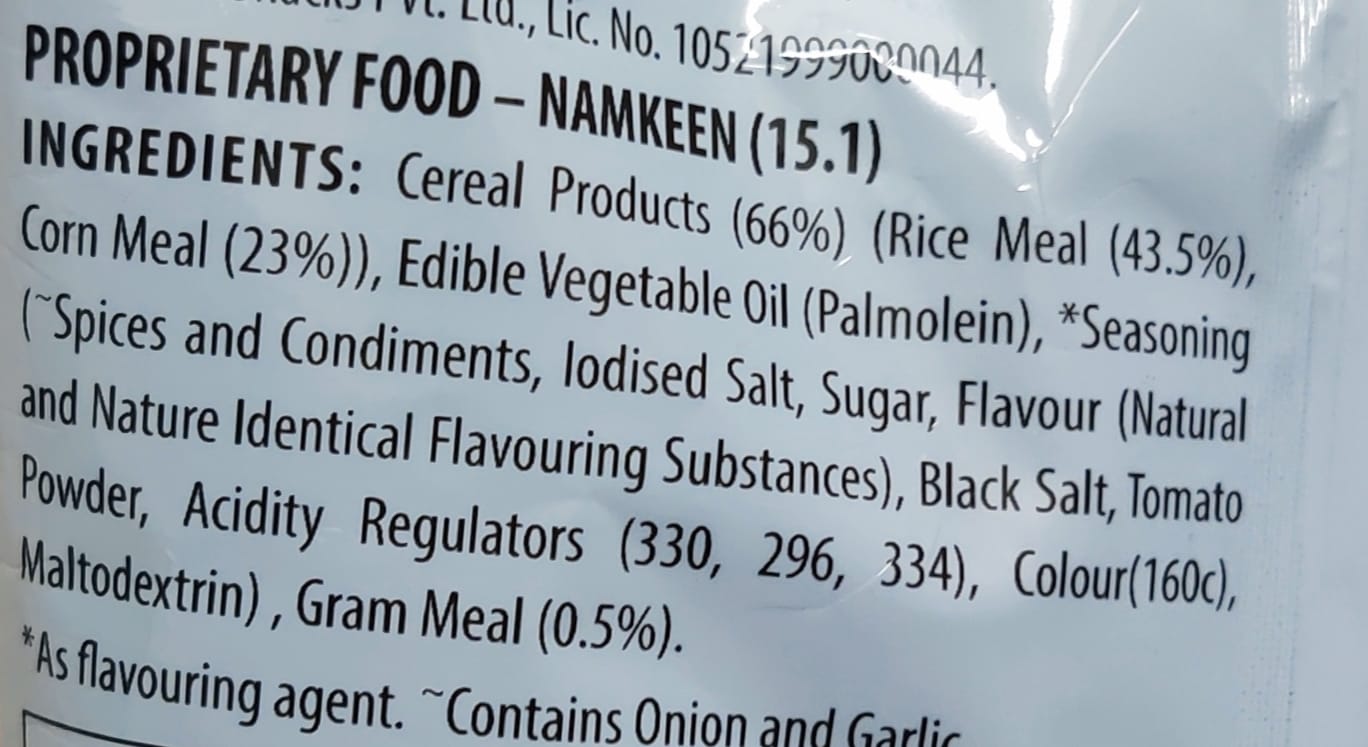 Pvt. Ltd., Lic. No. 10521999000044.
PROPRIETARY FOOD – NAMKEEN (15.1)
INGREDIENTS: Cereal Products (66%) (Rice Meal (43.5%),
Corn Meal (23%)), Edible Vegetable Oil (Palmolein), *Seasoning
(~Spices and Condiments, Iodised Salt, Sugar, Flavour (Natural
and Nature Identical Flavouring Substances), Black Salt, Tomato
Powder, Acidity Regulators (330, 296, 334), Colour(160c),
Maltodextrin) , Gram Meal (0.5%).
*As flavouring agent. ~Contains Onion and Garlic